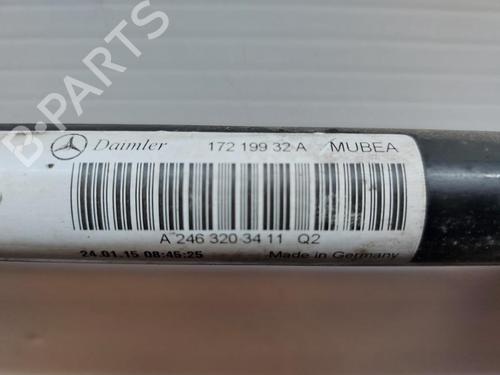 B-PARTS
Daimler 172 199 32 A MUBEA
A 246 320 34 11 Q2
24.01.15 08:45:25 Made in Germany